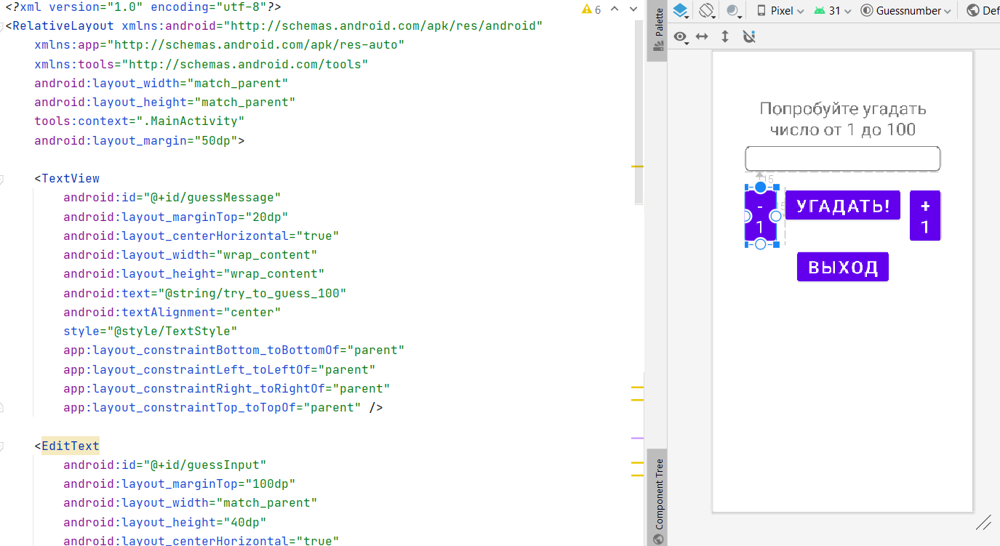 <?xml version="1.0" encoding="utf-8"?>
<RelativeLayout xmlns:android="http://schemas.android.com/apk/res/android"
xmlns:app="http://schemas.android.com/apk/res-auto"
xmlns:tools="http://schemas.android.com/tools"
android:layout_width="match_parent"
android:layout_height="match_parent"
tools:context=".MainActivity"
android:layout_margin="50dp">
<TextView
android:id="@+id/guessMessage"
android:layout_marginTop="20dp"
android:layout_centerHorizontal="true"
android:layout_width="wrap_content"
android:layout_height="wrap_content"
android:text="@string/try_to_guess_100"
android:textAlignment="center"
style="@style/TextStyle"
app:layout_constraintBottom_toBottomOf="parent"
app:layout_constraintLeft_toLeftOf="parent"
app:layout_constraintRight_toRightOf="parent"
app:layout_constraintTop_toTopOf="parent" />
<EditText
android:id="@+id/guessInput"
android:layout_marginTop="100dp"
android:layout_width="match_parent"
android:layout_height="40dp"
android:layout_centerHorizontal="true"
6
Palette
Component Tree
Pixel 31 Guessnumber Def
Попробуйте угадать
число от 1 до 100
15
-
1
15
УГАДАТЬ!
+
1
ВЫХОД